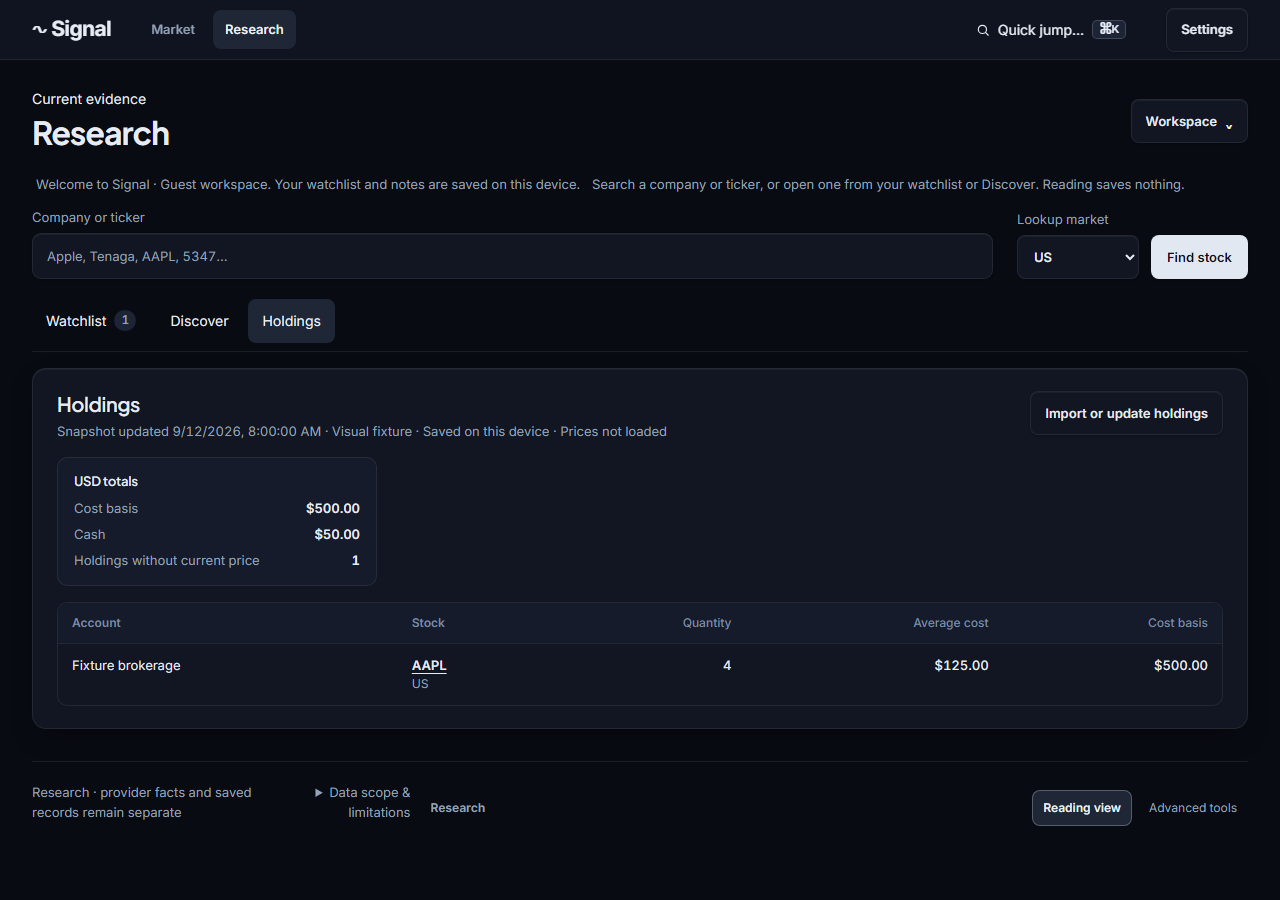 Signal
Market
Research
Quick jump...
⌘K
Settings
Current evidence
Research
Workspace
Welcome to Signal · Guest workspace. Your watchlist and notes are saved on this device. Search a company or ticker, or open one from your watchlist or Discover. Reading saves nothing.
Company or ticker
Lookup market
Apple, Tenaga, AAPL, 5347...
US
Find stock
Watchlist 1
Discover
Holdings
Holdings
Import or update holdings
Snapshot updated 9/12/2026, 8:00:00 AM · Visual fixture · Saved on this device · Prices not loaded
USD totals
Cost basis $500.00
Cash $50.00
Holdings without current price 1
Account Stock Quantity Average cost Cost basis
Fixture brokerage AAPL 4 $125.00 $500.00
US
Research · provider facts and saved
records remain separate
Data scope &
limitations
Research
Reading view
Advanced tools